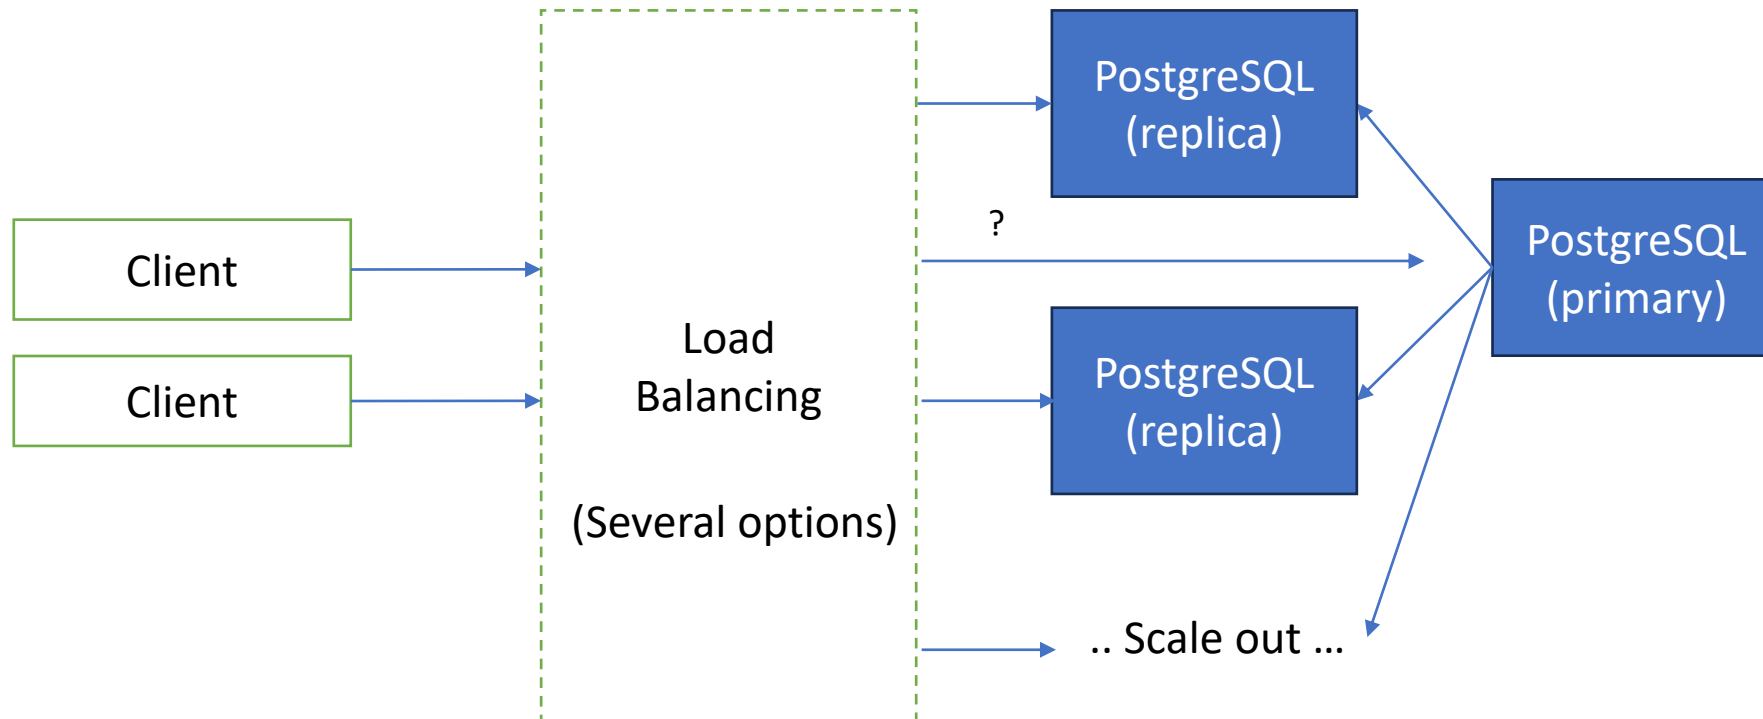 Client
Client
Load
Balancing
(Several options)
PostgreSQL
(replica)
?
PostgreSQL
(replica)
.. Scale out ...
PostgreSQL
(primary)